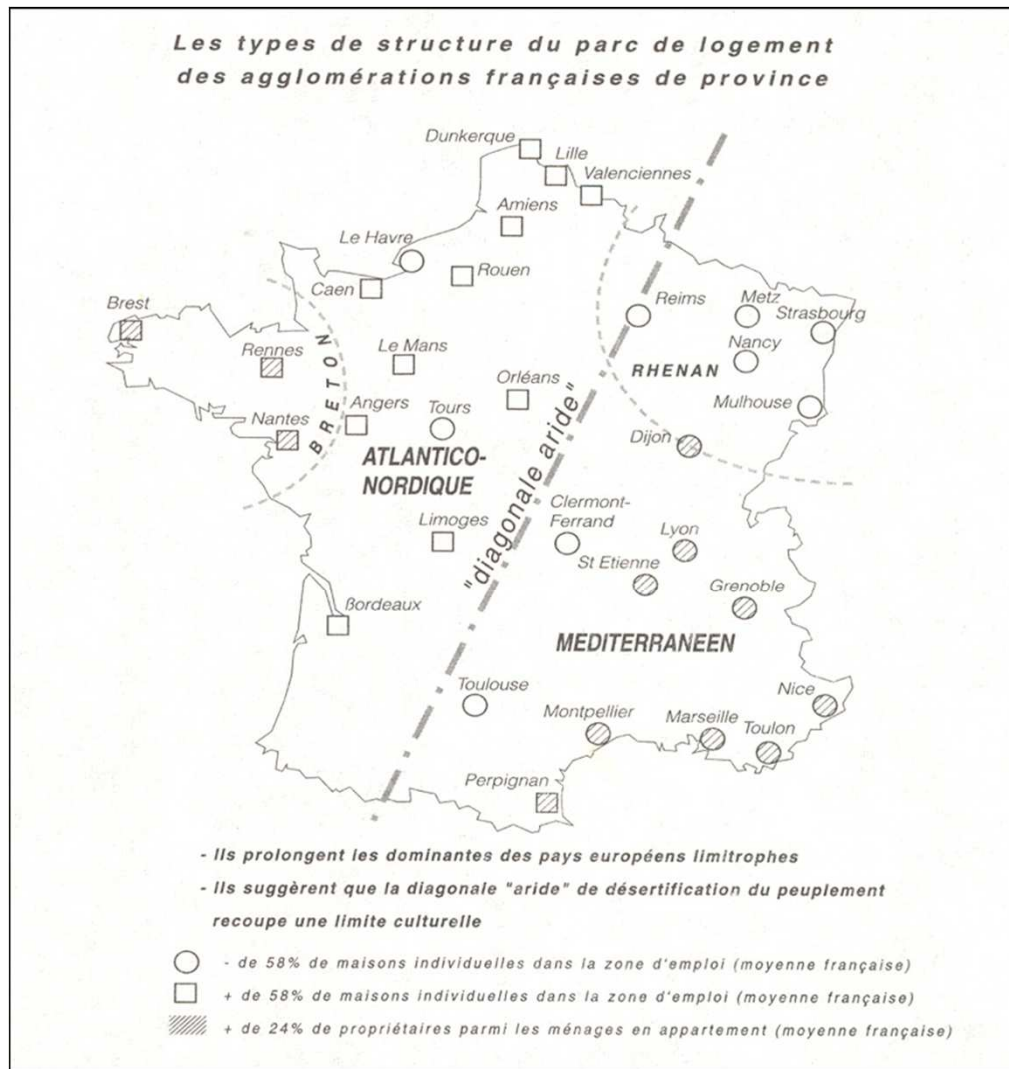 Les types de structure du parc de logement
des agglomérations françaises de province
Dunkerque
Lille
Valenciennes
Amiens
Le Havre
Rouen
Caen
Reims
Metz
Strasbourg
Brest
Rennes
Le Mans
Nancy
RHENAN
Orléans
Mulhouse
BRETON
Nantes
Angers
Tours
Dijon
ATLANTICO-
NORDIQUE
"diagonale aride"
Clermont-
Ferrand
Limoges
Lyon
St Etienne
Grenoble
Bordeaux
MEDITERRANEEN
Toulouse
Nice
Montpellier
Marseille
Toulon
Perpignan
- Ils prolongent les dominantes des pays européens limitrophes
- Ils suggèrent que la diagonale "aride" de désertification du peuplement
recoupe une limite culturelle
- de 58% de maisons individuelles dans la zone d'emploi (moyenne française)
+ de 58% de maisons individuelles dans la zone d'emploi (moyenne française)
+ de 24% de propriétaires parmi les ménages en appartement (moyenne française)